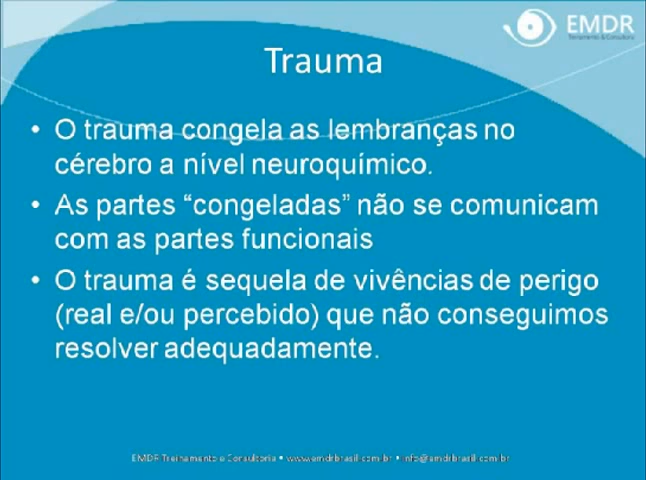 EMDR
Treinamento & Consultoria
Trauma
• O trauma congela as lembranças no
cérebro a nível neuroquímico.
• As partes “congeladas” não se comunicam
com as partes funcionais
• O trauma é sequela de vivências de perigo
(real e/ou percebido) que não conseguimos
resolver adequadamente.
EMDR Treinamento e Consultoria • www.emdrbrasil.com.br • info@emdrbrasil.com.br